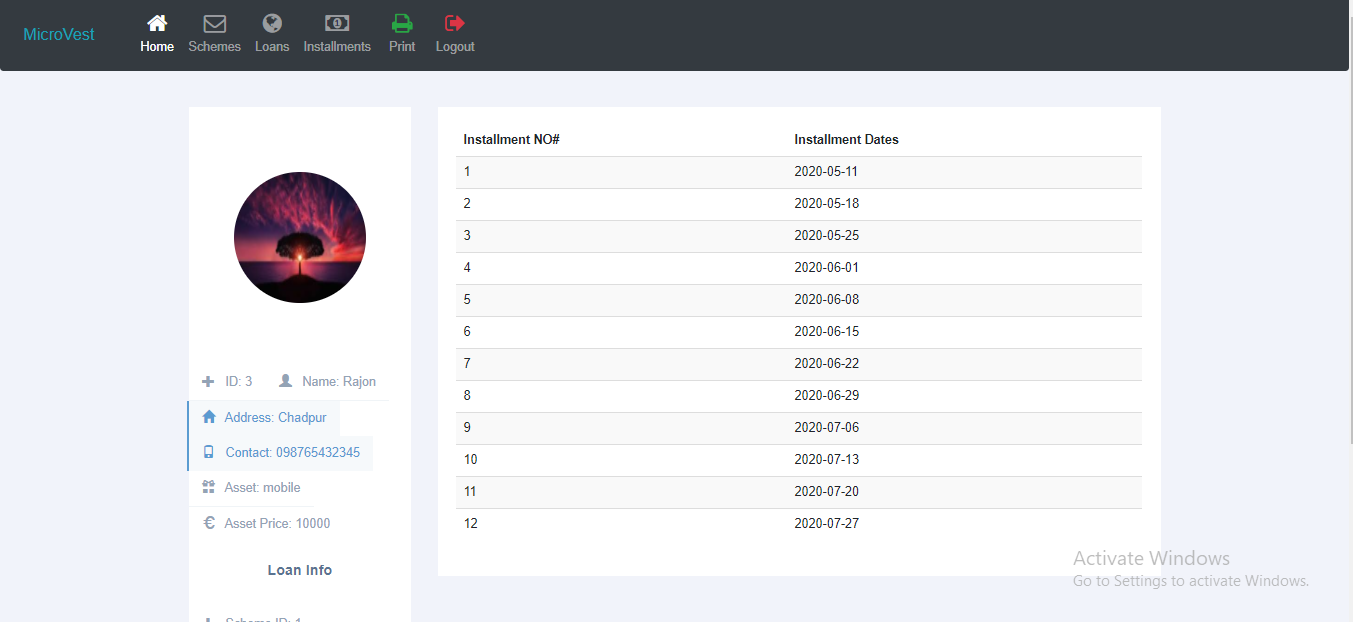 MicroVest
Home Schemes Loans Installments Print Logout
ID: 3 Name: Rajon
Address: Chadpur
Contact: 098765432345
Asset: mobile
Asset Price: 10000
Loan Info
Scheme ID: 1
Installment NO# Installment Dates
1 2020-05-11
2 2020-05-18
3 2020-05-25
4 2020-06-01
5 2020-06-08
6 2020-06-15
7 2020-06-22
8 2020-06-29
9 2020-07-06
10 2020-07-13
11 2020-07-20
12 2020-07-27
Activate Windows
Go to Settings to activate Windows.